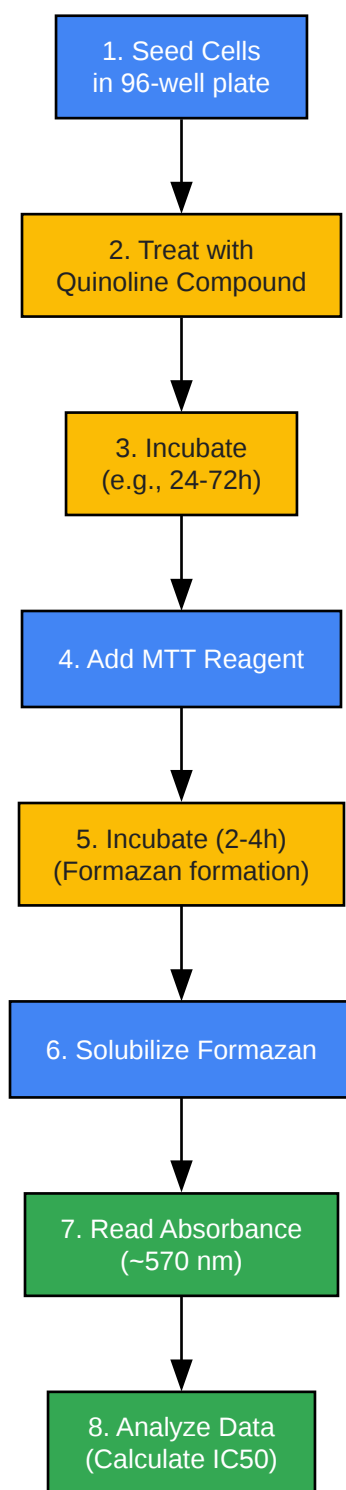 1. Seed Cells
in 96-well plate
2. Treat with
Quinoline Compound
3. Incubate
(e.g., 24-72h)
4. Add MTT Reagent
5. Incubate (2-4h)
(Formazan formation)
6. Solubilize Formazan
7. Read Absorbance
(~570 nm)
8. Analyze Data
(Calculate IC50)